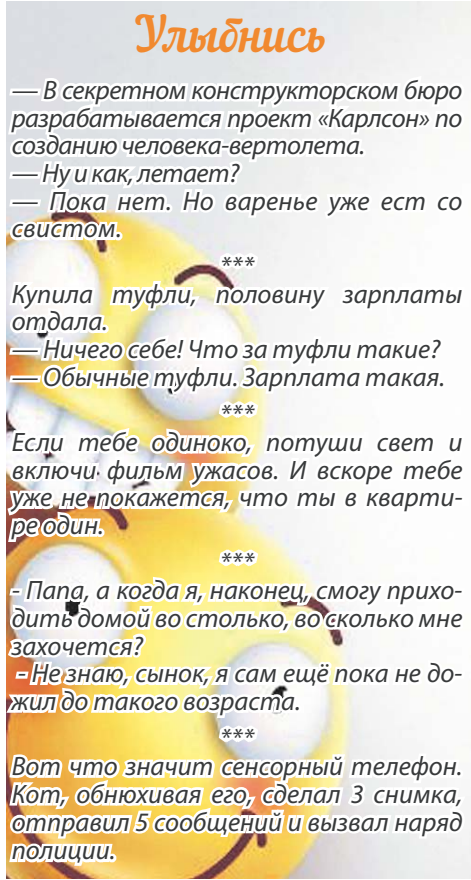 Улыбнись
— В секретном конструкторском бюро
разрабатывается проект «Карлсон» по
созданию человека-вертолета.
— Ну и как, летает?
— Пока нет. Но варенье уже ест со
свистом.
***
Купила туфли, половину зарплаты
отдала.
— Ничего себе! Что за туфли такие?
— Обычные туфли. Зарплата такая.
***
Если тебе одиноко, потуши свет и
включи фильм ужасов. И вскоре тебе
уже не покажется, что ты в кварти-
ре один.
***
- Папа, а когда я, наконец, смогу прихо-
дить домой во столько, во сколько мне
захочется?
- Не знаю, сынок, я сам ещё пока не до-
жил до такого возраста.
***
Вот что значит сенсорный телефон.
Кот, обнюхивая его, сделал 3 снимка,
отправил 5 сообщений и вызвал наряд
полиции.